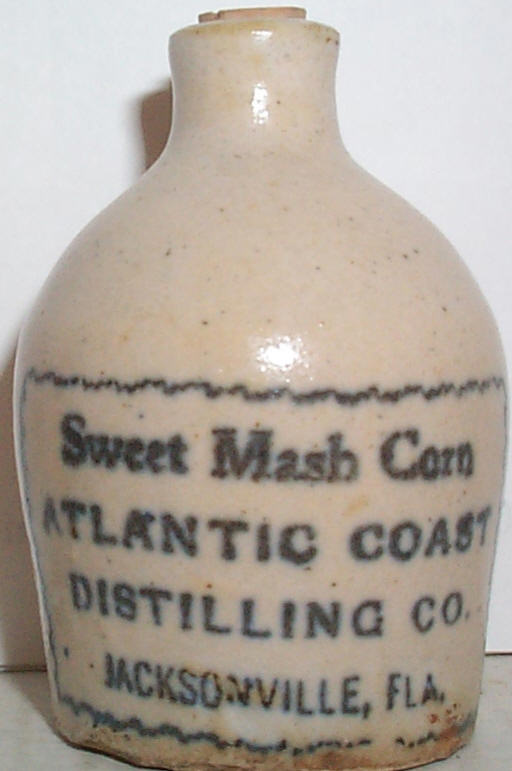 Sweet Mash Corn
ATLANTIC COAST
DISTILLING CO.
JACKSONVILLE, FLA.